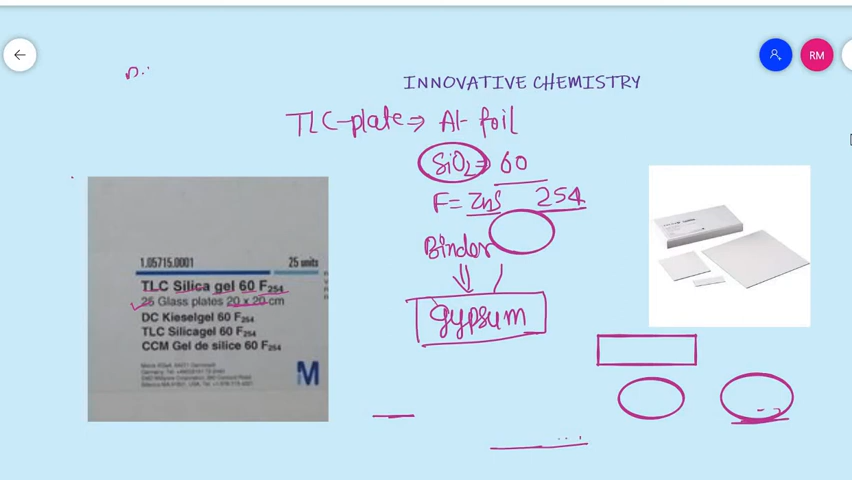 RM
INNOVATIVE CHEMISTRY
TLC-plate ⇒ Al-foil
SiO2 = 60
F = ZnS 254
Binder
gypsum
1.05715.0001 25 units
TLC Silica gel 60 F254
25 Glass plates 20 x 20 cm
DC Kieselgel 60 F254
TLC Silicagel 60 F254
CCM Gel de silice 60 F254
M